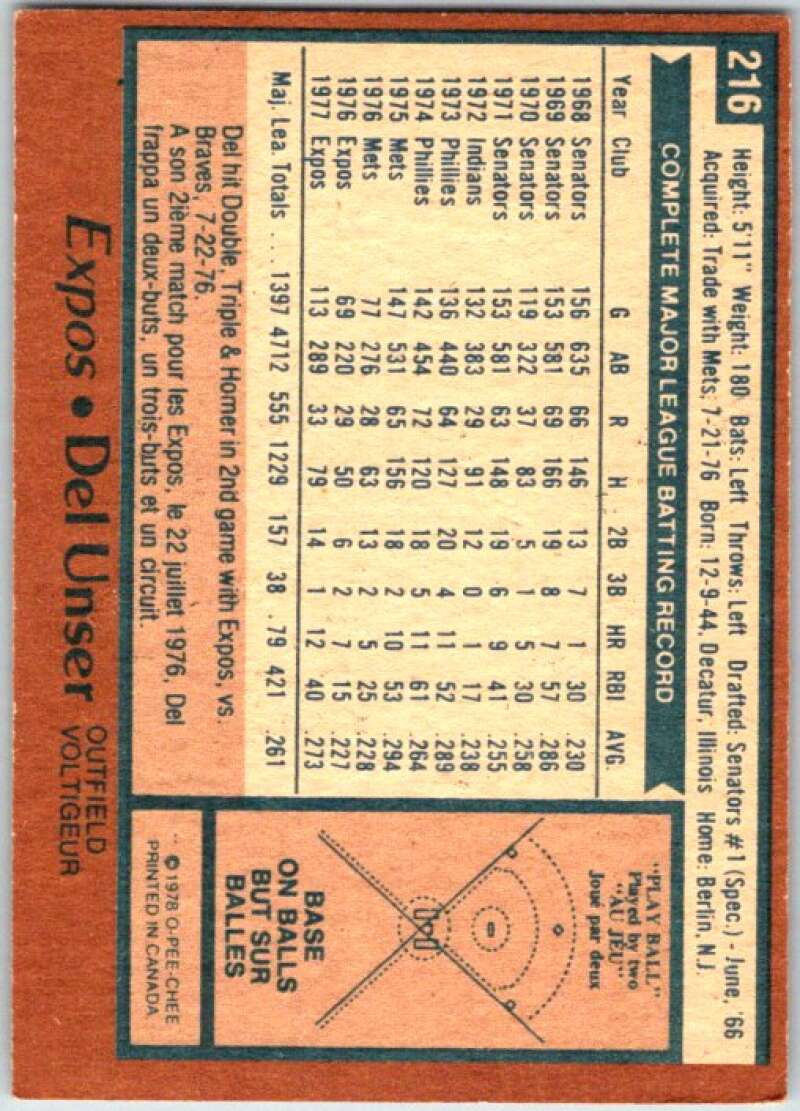 216
Height: 5'11" Weight: 180 Bats: Left Throws: Left Drafted: Senators #1 (Spec.) - June, '66
Acquired: Trade with Mets, 7-21-76 Born: 12-9-44, Decatur, Illinois Home: Berlin, N.J
COMPLETE MAJOR LEAGUE BATTING RECORD
Year Club G AB R H 2B 3B HR RBI AVG.
1968 Senators 156 635 66 146 13 7 1 30 .230
1969 Senators 153 581 69 166 19 8 7 57 .286
1970 Senators 119 322 37 83 5 1 5 30 .258
1971 Senators 153 581 63 148 19 6 9 41 .255
1972 Indians 132 383 29 91 12 0 1 17 .238
1973 Phillies 136 440 64 127 20 4 11 52 .289
1974 Phillies 142 454 72 120 18 5 11 61 .264
1975 Mets 147 531 65 156 18 2 10 53 .294
1976 Mets 77 276 28 63 13 2 5 25 .228
1976 Expos 69 220 29 50 6 2 7 15 .227
1977 Expos 113 289 33 79 14 1 12 40 .273
Maj. Lea. Totals ... 1397 4712 555 1229 157 38 .79 421 .261
Del hit Double, Triple & Homer in 2nd game with Expos, vs.
Braves, 7-22-76.
A son 2ième match pour les Expos, le 22 juillet 1976, Del
frappa un deux-buts, un trois-buts et un circuit.
"PLAY BALL"
Played by two
"AU JEU"
Joué par deux
BASE
ON BALLS
BUT SUR
BALLES
© 1978 O-PEE-CHEE
PRINTED IN CANADA
Expos • Del Unser OUTFIELD
VOLTIGEUR